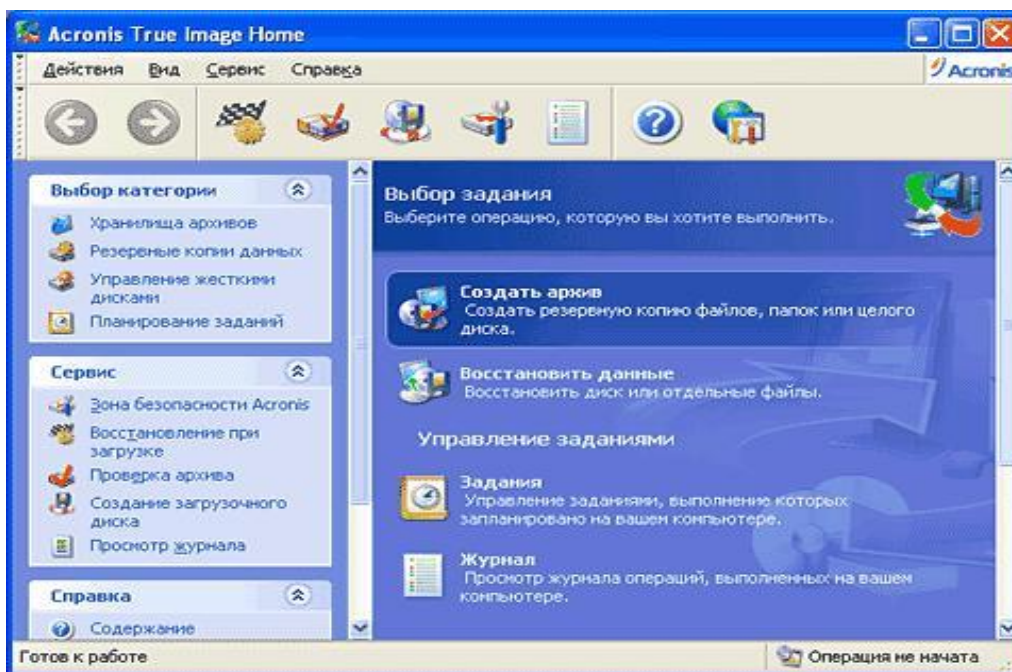 Acronis True Image Home
Действия Вид Сервис Справка
Acronis
Выбор категории
Хранилища архивов
Резервные копии данных
Управление жесткими
дисками
Планирование заданий
Сервис
Зона безопасности Acronis
Восстановление при
загрузке
Проверка архива
Создание загрузочного
диска
Просмотр журнала
Справка
Содержание
Выбор задания
Выберите операцию, которую вы хотите выполнить.
Создать архив
Создать резервную копию файлов, папок или целого
диска.
Восстановить данные
Восстановить диск или отдельные файлы.
Управление заданиями
Задания
Управление заданиями, выполнение которых
запланировано на вашем компьютере.
Журнал
Просмотр журнала операций, выполненных на вашем
компьютере.
Готов к работе
Операция не начата